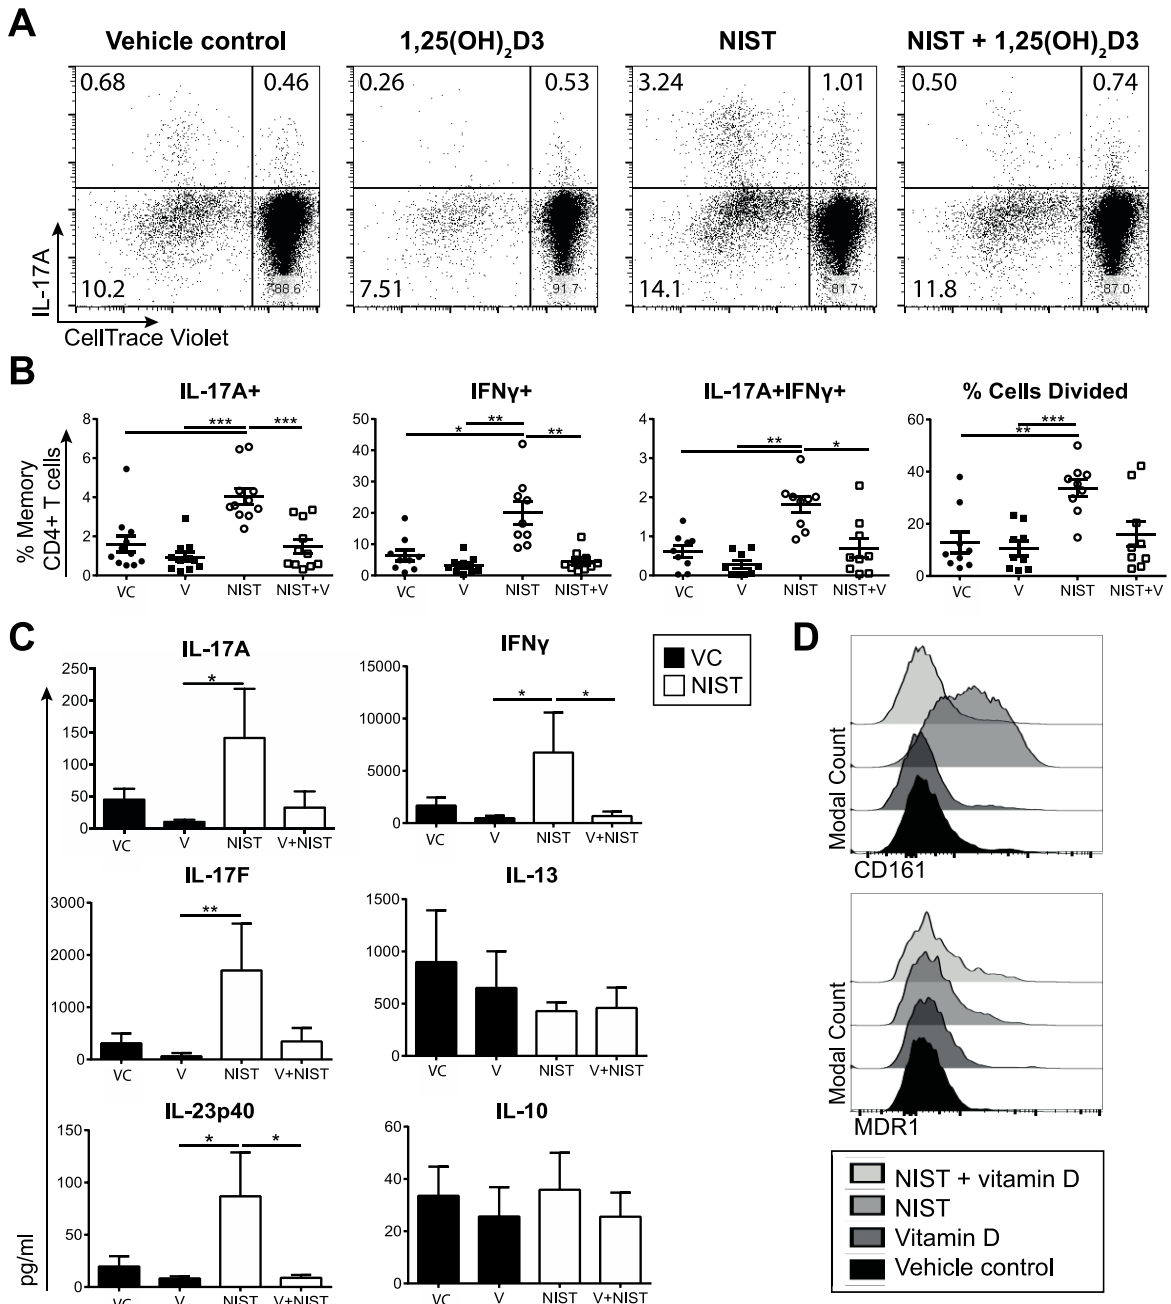 A
Vehicle control
1,25(OH)₂D3
NIST
NIST + 1,25(OH)₂D3
0.68 0.46
0.26 0.53
3.24 1.01
0.50 0.74
IL-17A
10.2 88.6
7.51 91.7
14.1 81.7
11.8 87.0
CellTrace Violet
B
% Memory
CD4+ T cells
IL-17A+
8
6
4
2
0
***
***
VC V NIST NIST+V
IFNγ+
50
40
30
20
10
0
**
*
**
VC V NIST NIST+V
IL-17A+IFNγ+
4
3
2
1
0
**
*
VC V NIST NIST+V
% Cells Divided
60
40
20
0
***
**
VC V NIST NIST+V
C
pg/ml
IL-17A
250
200
150
100
50
0
*
VC V NIST V+NIST
IFNγ
15000
10000
5000
0
* *
VC V NIST V+NIST
VC
NIST
IL-17F
3000
2000
1000
0
**
VC V NIST V+NIST
IL-13
1500
1000
500
0
VC V NIST V+NIST
IL-23p40
150
100
50
0
* *
VC V NIST V+NIST
IL-10
60
40
20
0
VC V NIST V+NIST
D
Modal Count
CD161
Modal Count
MDR1
NIST + vitamin D
NIST
Vitamin D
Vehicle control